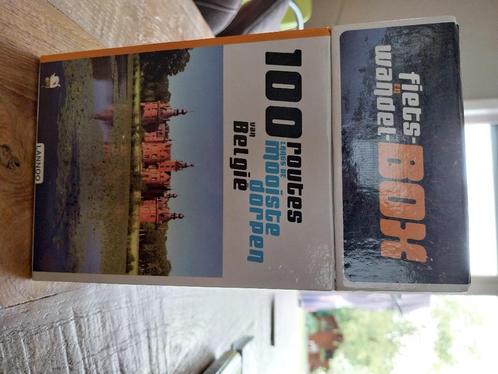 fiets-
en
wandel
BOX
100
routes
LANGS DE
mooiste
dorpen
van
België
LANNOO